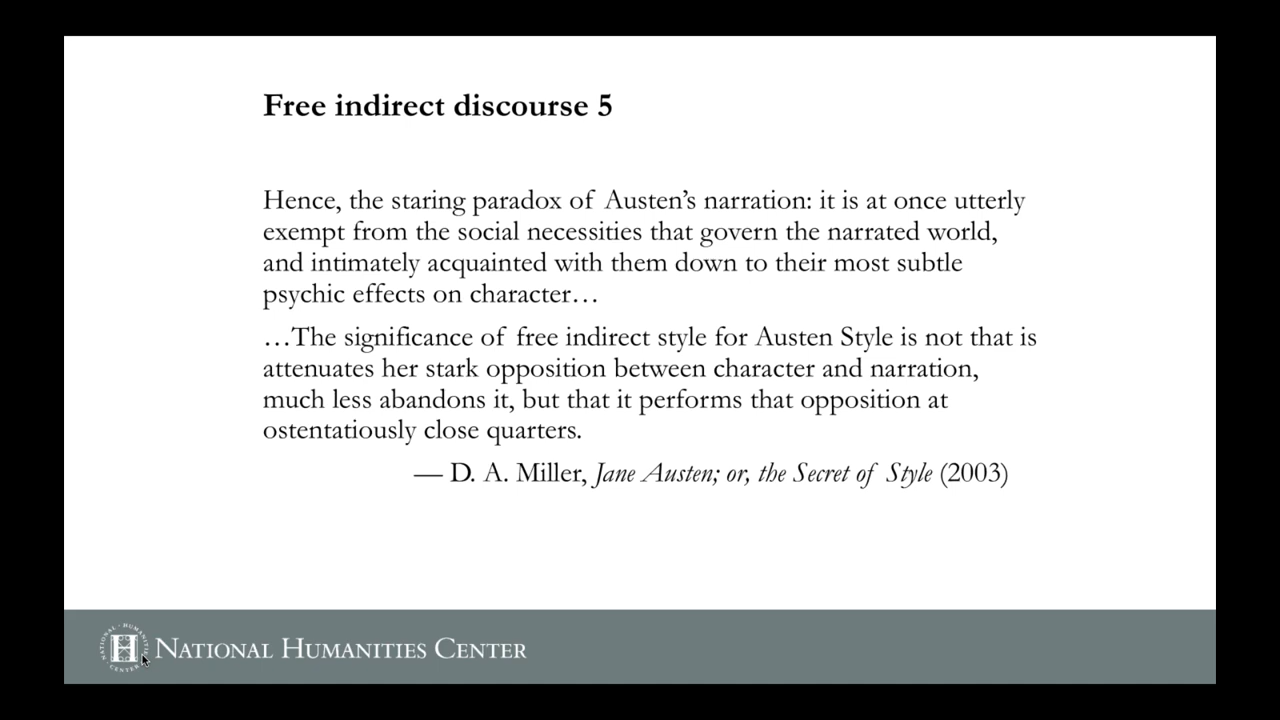 Free indirect discourse 5
Hence, the staring paradox of Austen's narration: it is at once utterly
exempt from the social necessities that govern the narrated world,
and intimately acquainted with them down to their most subtle
psychic effects on character…
…The significance of free indirect style for Austen Style is not that is
attenuates her stark opposition between character and narration,
much less abandons it, but that it performs that opposition at
ostentatiously close quarters.
— D. A. Miller, Jane Austen; or, the Secret of Style (2003)
NATIONAL · HUMANITIES
CENTER
H
NATIONAL HUMANITIES CENTER